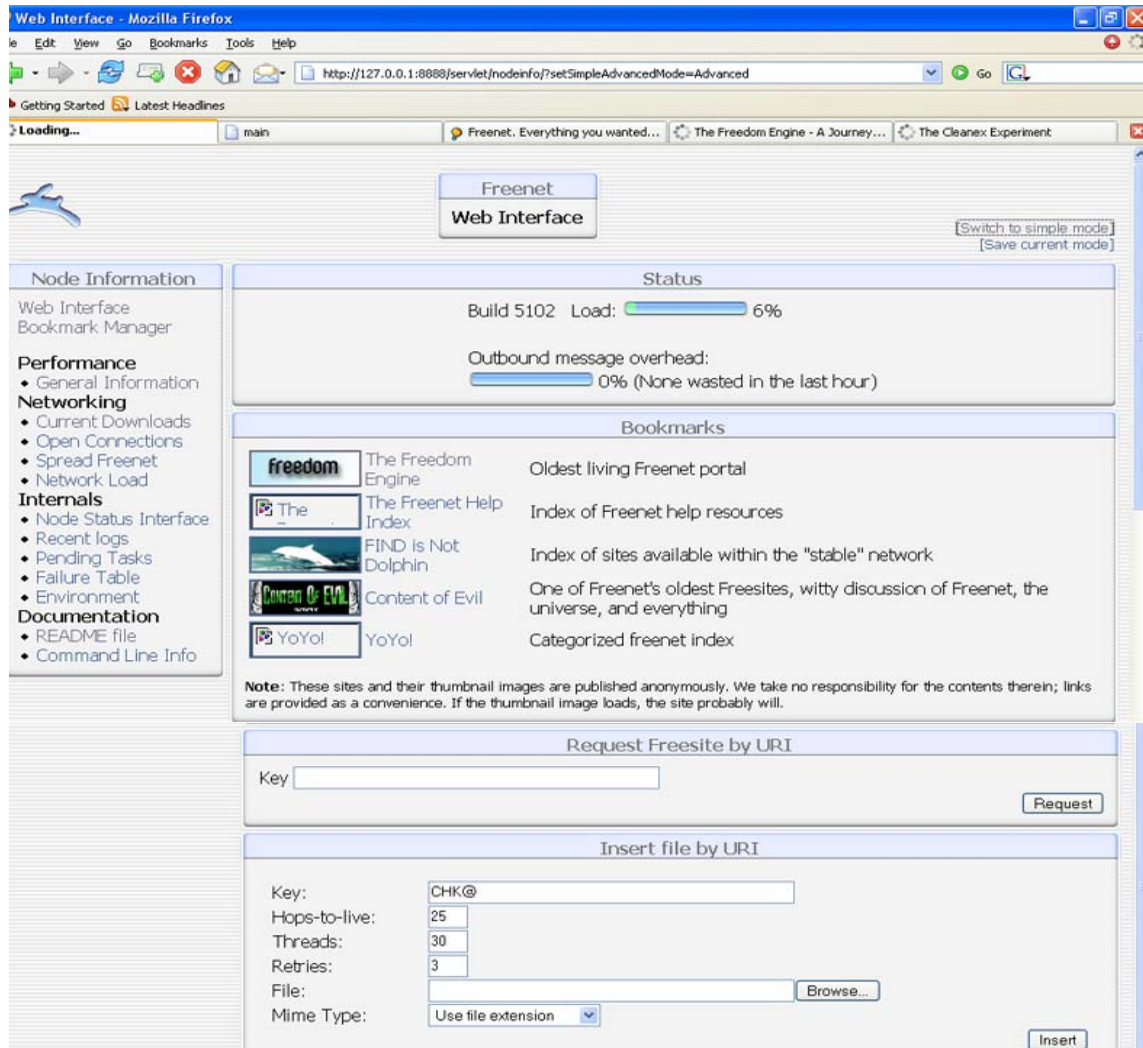 Web Interface - Mozilla Firefox
Edit View Go Bookmarks Tools Help
http://127.0.0.1:8888/servlet/nodeinfo/?setSimpleAdvancedMode=Advanced Go G
Getting Started Latest Headlines
Loading... main Freenet. Everything you wanted... The Freedom Engine - A Journey... The Cleanex Experiment
Freenet
Web Interface
[Switch to simple mode]
[Save current mode]
Node Information
Web Interface
Bookmark Manager
Performance
• General Information
Networking
• Current Downloads
• Open Connections
• Spread Freenet
• Network Load
Internals
• Node Status Interface
• Recent logs
• Pending Tasks
• Failure Table
• Environment
Documentation
• README file
• Command Line Info
Status
Build 5102 Load: 6%
Outbound message overhead:
0% (None wasted in the last hour)
Bookmarks
freedom The Freedom Engine Oldest living Freenet portal
The The Freenet Help Index Index of Freenet help resources
FIND is Not Dolphin Index of sites available within the "stable" network
CONTENT OF EVIL Content of Evil One of Freenet's oldest Freesites, witty discussion of Freenet, the
universe, and everything
YoYo! YoYo! Categorized freenet index
Note: These sites and their thumbnail images are published anonymously. We take no responsibility for the contents therein; links
are provided as a convenience. If the thumbnail image loads, the site probably will.
Request Freesite by URI
Key
Request
Insert file by URI
Key: CHK@
Hops-to-live: 25
Threads: 30
Retries: 3
File: Browse...
Mime Type: Use file extension
Insert